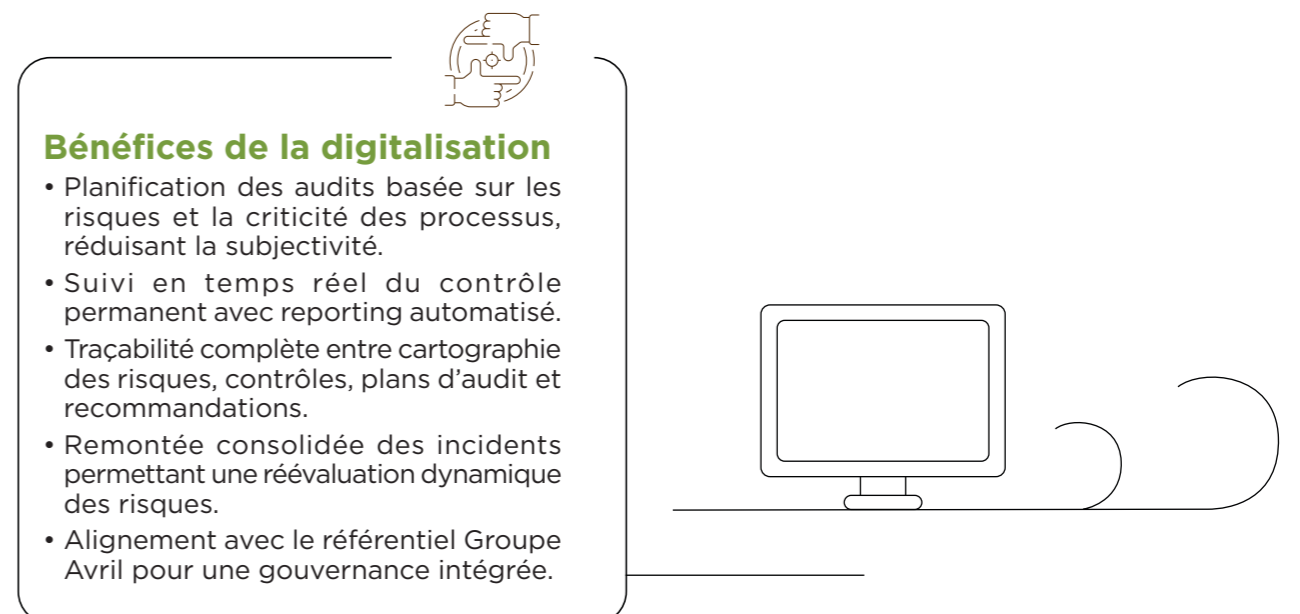 Bénéfices de la digitalisation
• Planification des audits basée sur les
risques et la criticité des processus,
réduisant la subjectivité.
• Suivi en temps réel du contrôle
permanent avec reporting automatisé.
• Traçabilité complète entre cartographie
des risques, contrôles, plans d’audit et
recommandations.
• Remontée consolidée des incidents
permettant une réévaluation dynamique
des risques.
• Alignement avec le référentiel Groupe
Avril pour une gouvernance intégrée.